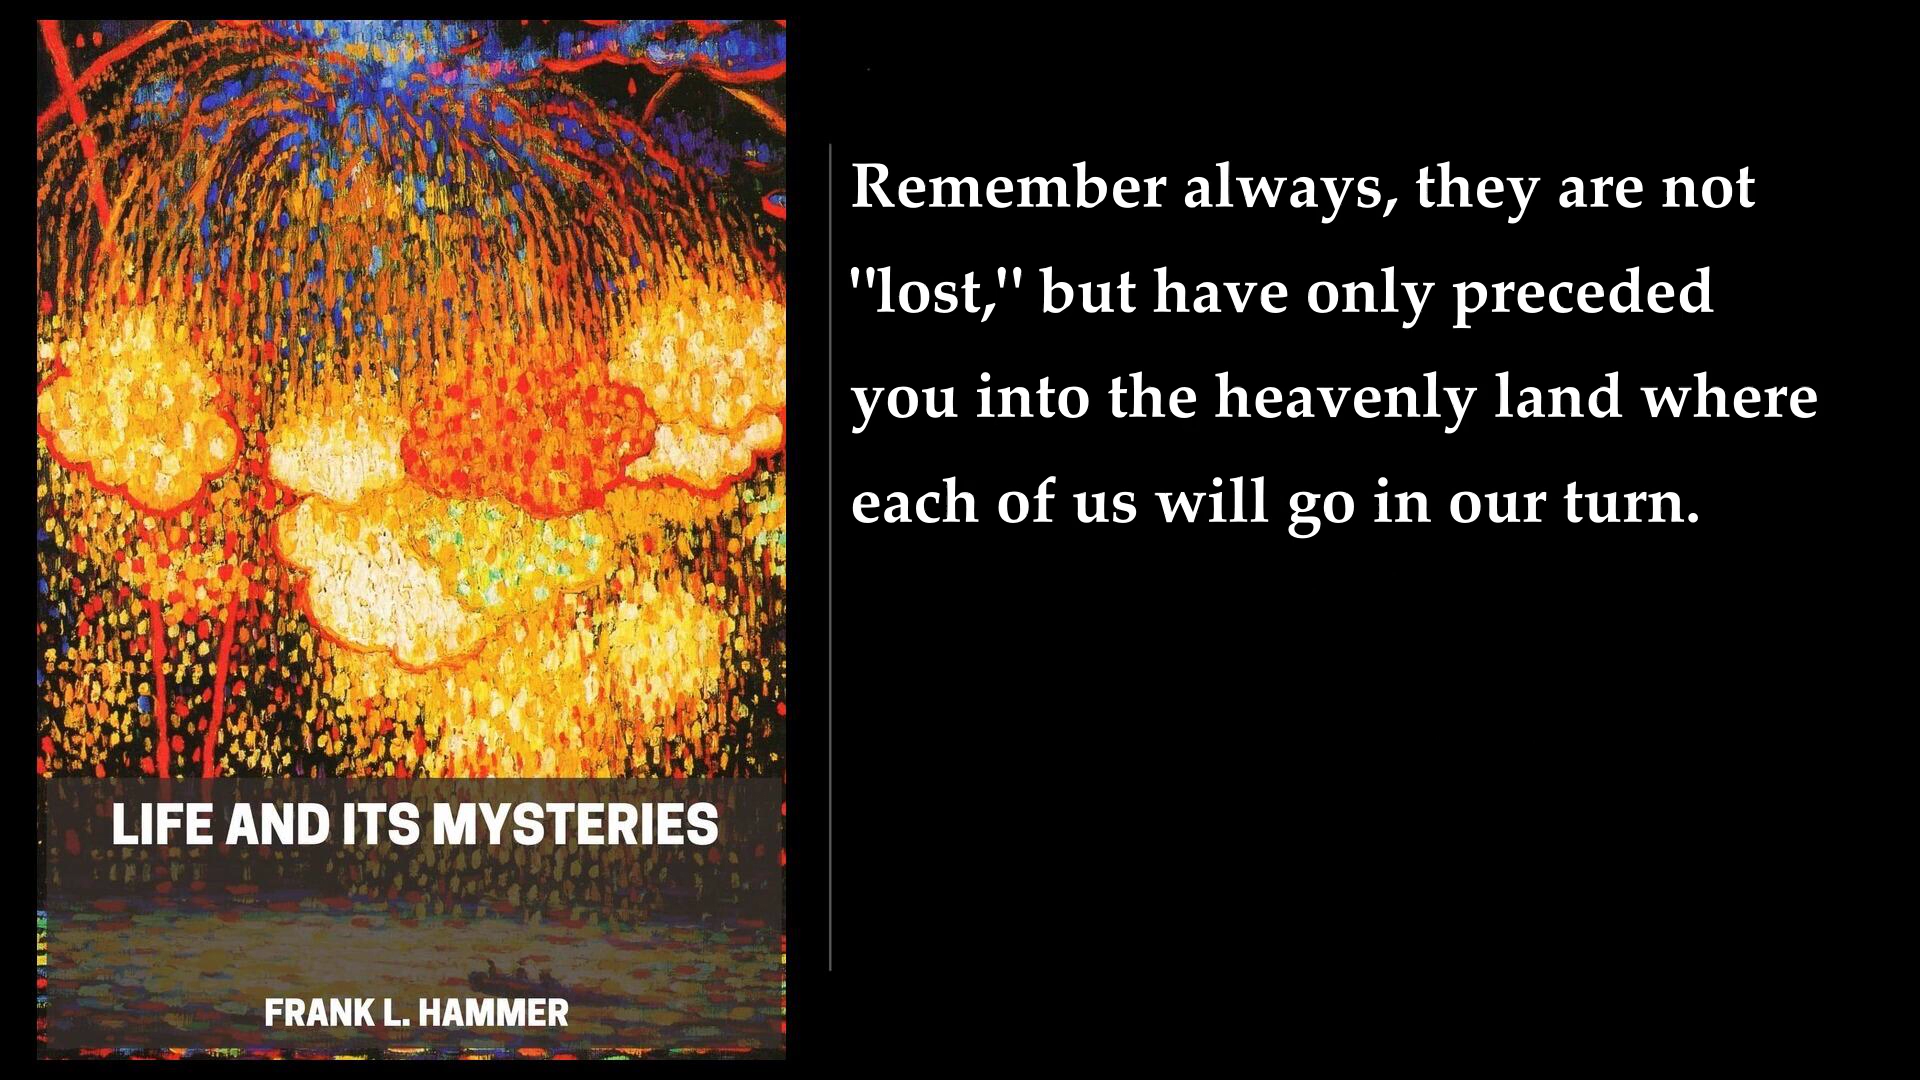 LIFE AND ITS MYSTERIES
FRANK L. HAMMER
Remember always, they are not
"lost," but have only preceded
you into the heavenly land where
each of us will go in our turn.